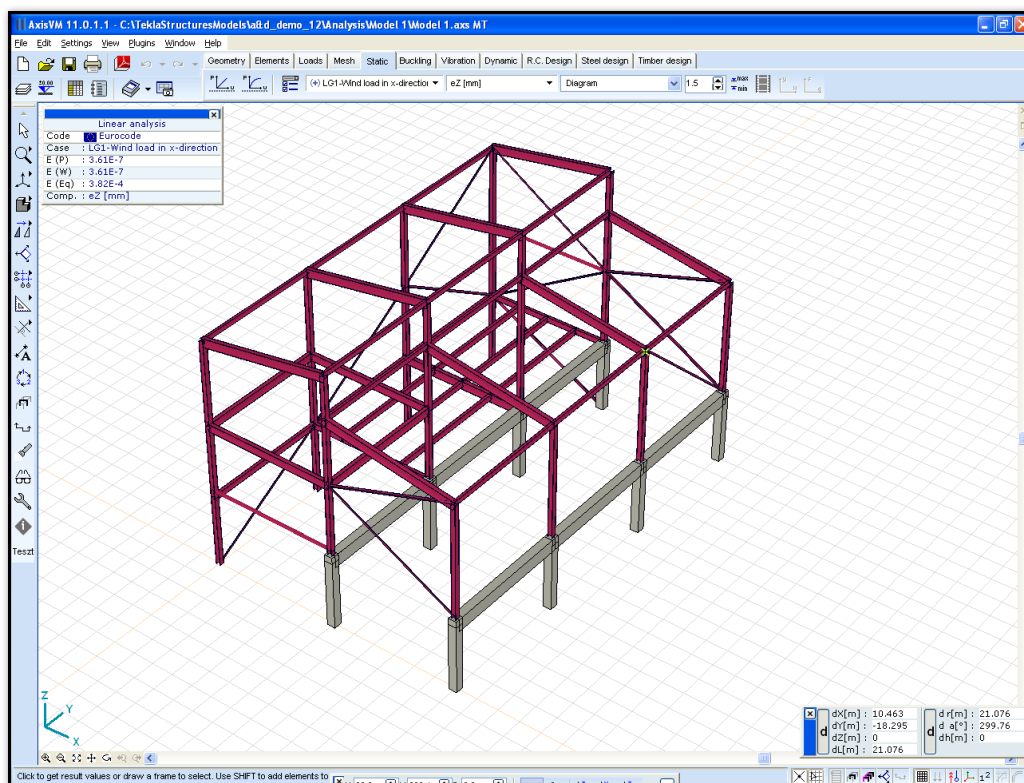 AxisVM 11.0.1.1 - C:\TeklaStructuresModels\a&d_demo_12\Analysis\Model 1\Model 1.axs MT
File Edit Settings View Plugins Window Help
Geometry Elements Loads Mesh Static Buckling Vibration Dynamic R.C. Design Steel design Timber design
(+) LG1-Wind load in x-directior eZ [mm] Diagram 1.5 max min
Linear analysis
Code Eurocode
Case : LG1-Wind load in x-direction
E (P) : 3.61E-7
E (W) : 3.61E-7
E (Eq) : 3.82E-4
Comp. : eZ [mm]
Teszt
Z
Y
X
dX[m] : 10.463
dY[m] : -18.295
dZ[m] : 0
dL[m] : 21.076
d
d r[m] : 21.076
d a[°] : 299.76
dh[m] : 0
d
Click to get result values or draw a frame to select. Use SHIFT to add elements to